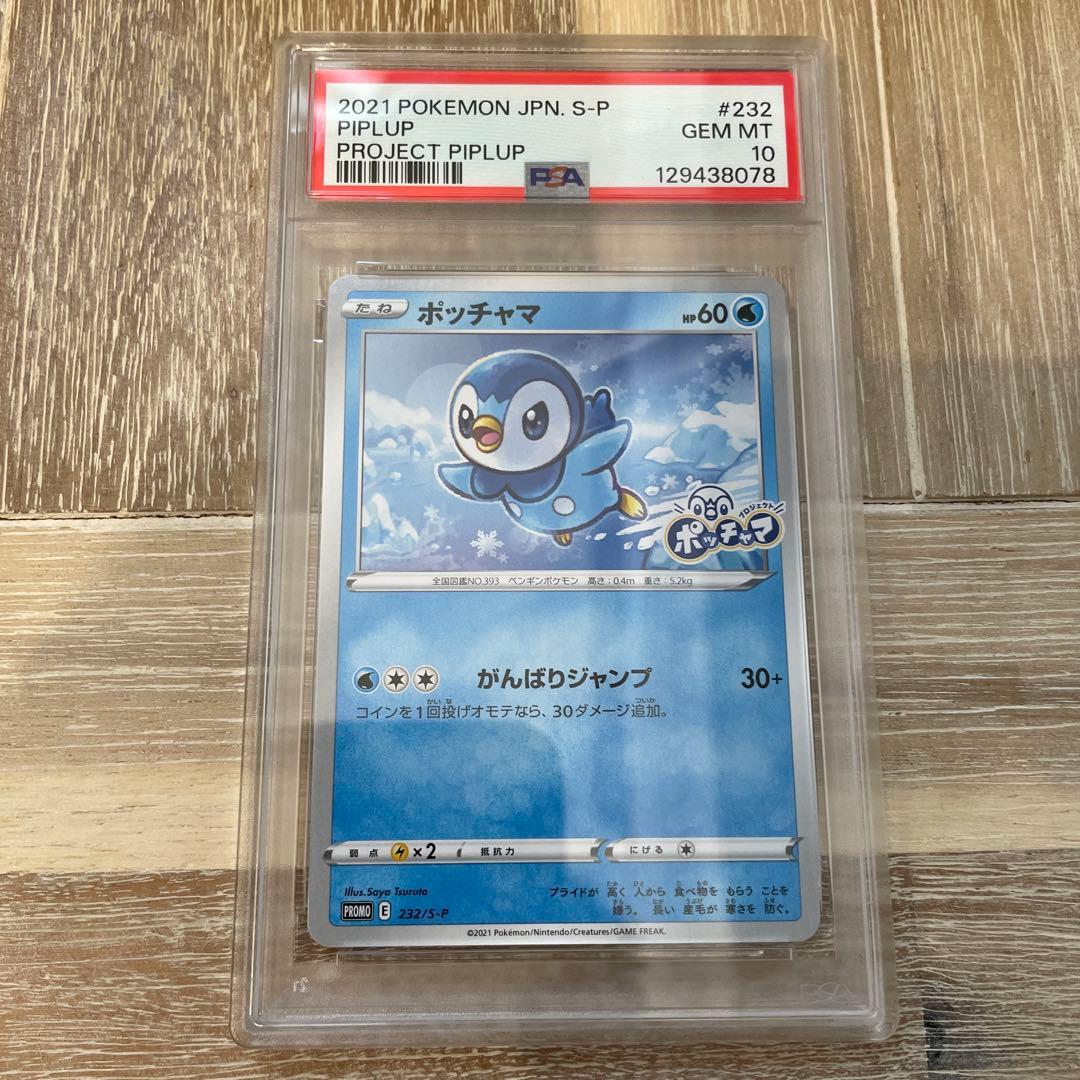 2021 POKEMON JPN. S-P #232
PIPLUP GEM MT
PROJECT PIPLUP 10
PSA 129438078
たね ポッチャマ HP60
プロジェクト
ポッチャマ
全国図鑑NO.393 ペンギンポケモン 高さ:0.4m 重さ:5.2kg
がんばりジャンプ 30+
コインを1回投げオモテなら、30ダメージ追加。
弱点 ×2 抵抗力 にげる
Illus.Saya Tsuruta
プライドが 高く 人から 食べ物を もらう ことを
嫌う。 長い 産毛が 寒さを 防ぐ。
PROMO E 232/S-P
©2021 Pokémon/Nintendo/Creatures/GAME FREAK.
PSA